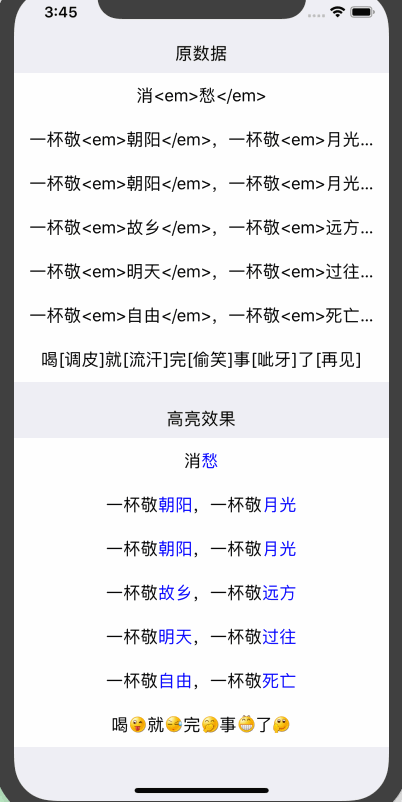 3:45
原数据
消<em>愁</em>
一杯敬<em>朝阳</em>，一杯敬<em>月光...
一杯敬<em>朝阳</em>，一杯敬<em>月光...
一杯敬<em>故乡</em>，一杯敬<em>远方...
一杯敬<em>明天</em>，一杯敬<em>过往...
一杯敬<em>自由</em>，一杯敬<em>死亡...
喝[调皮]就[流汗]完[偷笑]事[呲牙]了[再见]
高亮效果
消愁
一杯敬朝阳，一杯敬月光
一杯敬朝阳，一杯敬月光
一杯敬故乡，一杯敬远方
一杯敬明天，一杯敬过往
一杯敬自由，一杯敬死亡
喝😜就😓完🤭事😁了🤔